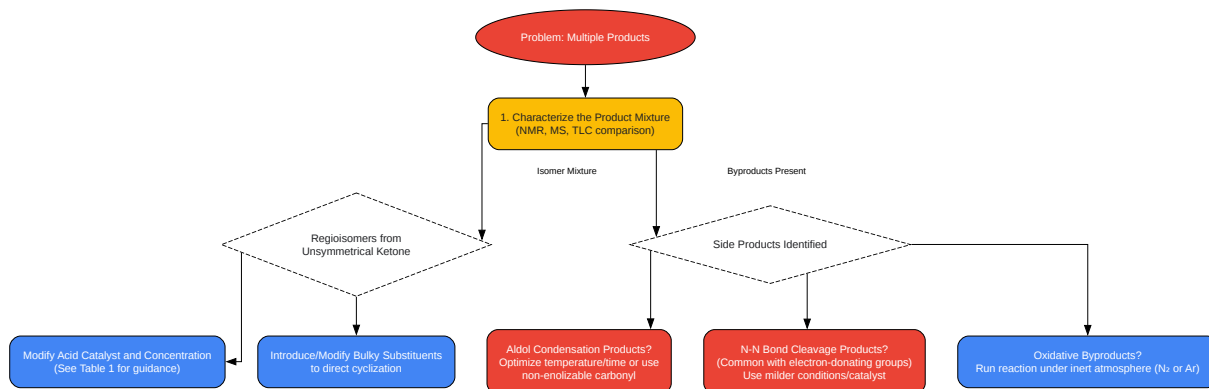 Problem: Multiple Products
1. Characterize the Product Mixture
(NMR, MS, TLC comparison)
Isomer Mixture
Byproducts Present
Regioisomers from
Unsymmetrical Ketone
Side Products Identified
Modify Acid Catalyst and Concentration
(See Table 1 for guidance)
Introduce/Modify Bulky Substituents
to direct cyclization
Aldol Condensation Products?
Optimize temperature/time or use
non-enolizable carbonyl
N-N Bond Cleavage Products?
(Common with electron-donating groups)
Use milder conditions/catalyst
Oxidative Byproducts?
Run reaction under inert atmosphere (N₂ or Ar)